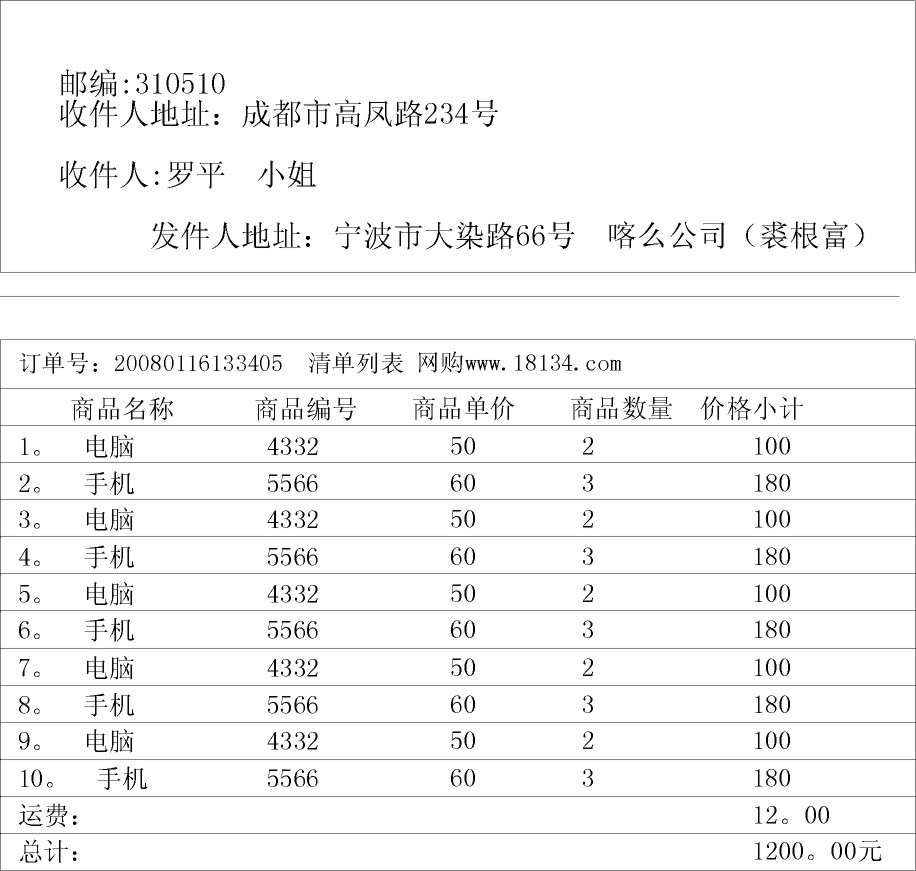 邮编:310510
收件人地址：成都市高凤路234号
收件人:罗平　小姐
发件人地址：宁波市大染路66号　喀么公司（裘根富）
订单号：20080116133405　清单列表 网购www.18134.com
商品名称 商品编号 商品单价 商品数量 价格小计
1。 电脑 4332 50 2 100
2。 手机 5566 60 3 180
3。 电脑 4332 50 2 100
4。 手机 5566 60 3 180
5。 电脑 4332 50 2 100
6。 手机 5566 60 3 180
7。 电脑 4332 50 2 100
8。 手机 5566 60 3 180
9。 电脑 4332 50 2 100
10。 手机 5566 60 3 180
运费： 12。00
总计： 1200。00元